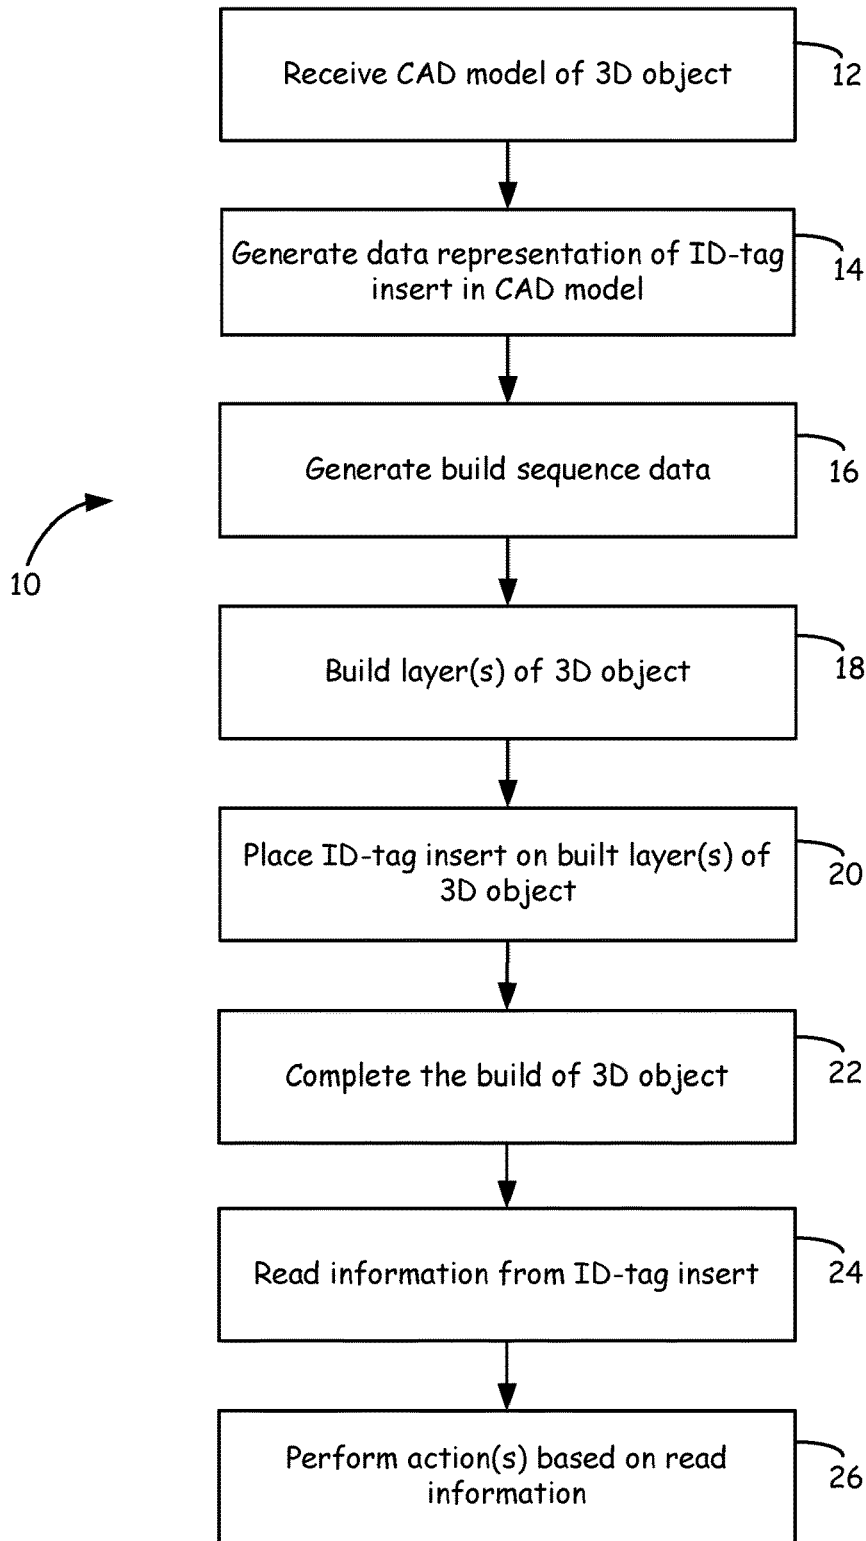 Receive CAD model of 3D object
12
Generate data representation of ID-tag
insert in CAD model
14
Generate build sequence data
16
10
Build layer(s) of 3D object
18
Place ID-tag insert on built layer(s) of
3D object
20
Complete the build of 3D object
22
Read information from ID-tag insert
24
Perform action(s) based on read
information
26